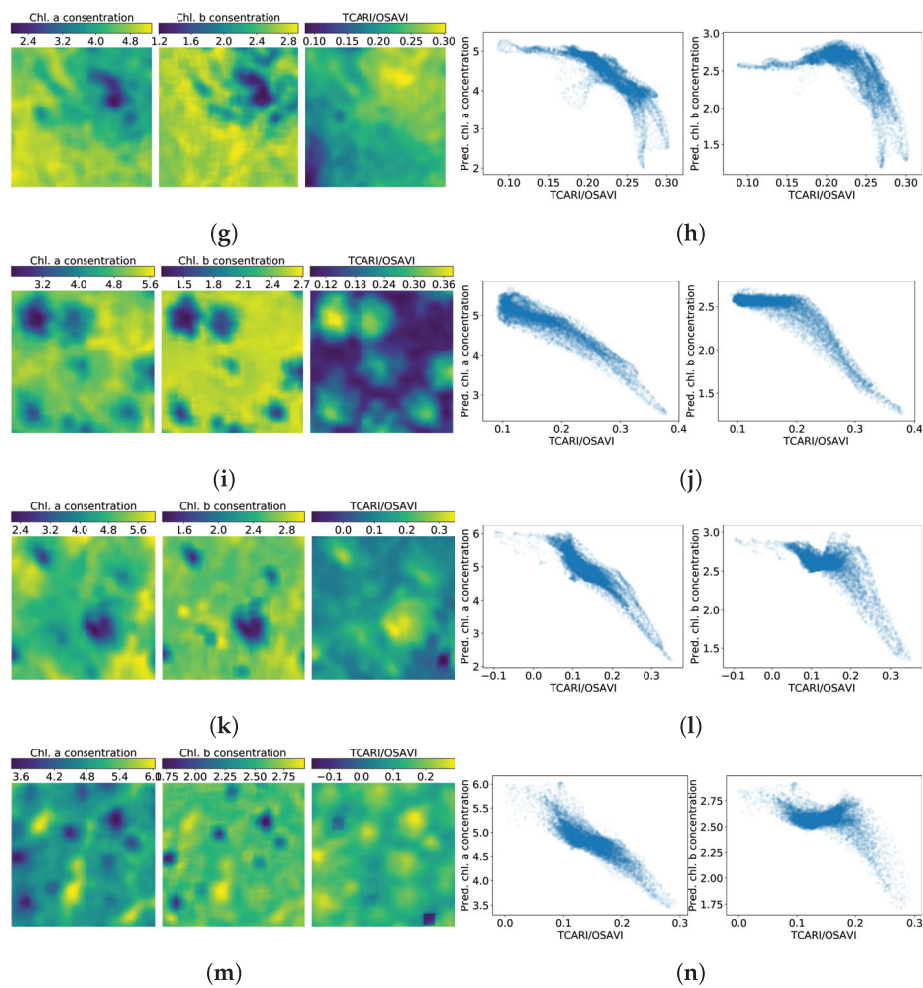 Chl. a consentration Chl. b consentration TCARI/OSAVI
2.4 3.2 4.0 4.8 1.2 1.8 2.4 2.8 0.10 0.15 0.20 0.25 0.30
Pred. chl. a concentration
5
4
3
2
0.10 0.15 0.20 0.25 0.30
TCARI/OSAVI
Pred. chl. b concentration
3.0
2.5
2.0
1.5
0.10 0.15 0.20 0.25 0.30
TCARI/OSAVI
(g) (h)
Chl. a consentration Chl. b consentration TCARI/OSAVI
3.2 4.0 4.8 5.6 1.5 1.8 2.1 2.4 2.7 0.12 0.18 0.24 0.30 0.36
Pred. chl. a concentration
5
4
3
0.1 0.2 0.3 0.4
TCARI/OSAVI
Pred. chl. b concentration
2.5
2.0
1.5
0.1 0.2 0.3 0.4
TCARI/OSAVI
(i) (j)
Chl. a consentration Chl. b consentration TCARI/OSAVI
2.4 3.2 4.0 4.8 5.6 1.6 2.0 2.4 2.8 0.0 0.1 0.2 0.3
Pred. chl. a concentration
6
5
4
3
2
−0.1 0.0 0.1 0.2 0.3
TCARI/OSAVI
Pred. chl. b concentration
3.0
2.5
2.0
1.5
−0.1 0.0 0.1 0.2 0.3
TCARI/OSAVI
(k) (l)
Chl. a consentration Chl. b consentration TCARI/OSAVI
3.6 4.2 4.8 5.4 6.0 1.75 2.00 2.25 2.50 2.75 −0.1 0.0 0.1 0.2
Pred. chl. a concentration
6.0
5.5
5.0
4.5
4.0
3.5
0.0 0.1 0.2 0.3
TCARI/OSAVI
Pred. chl. b concentration
2.75
2.50
2.25
2.00
1.75
0.0 0.1 0.2 0.3
TCARI/OSAVI
(m) (n)